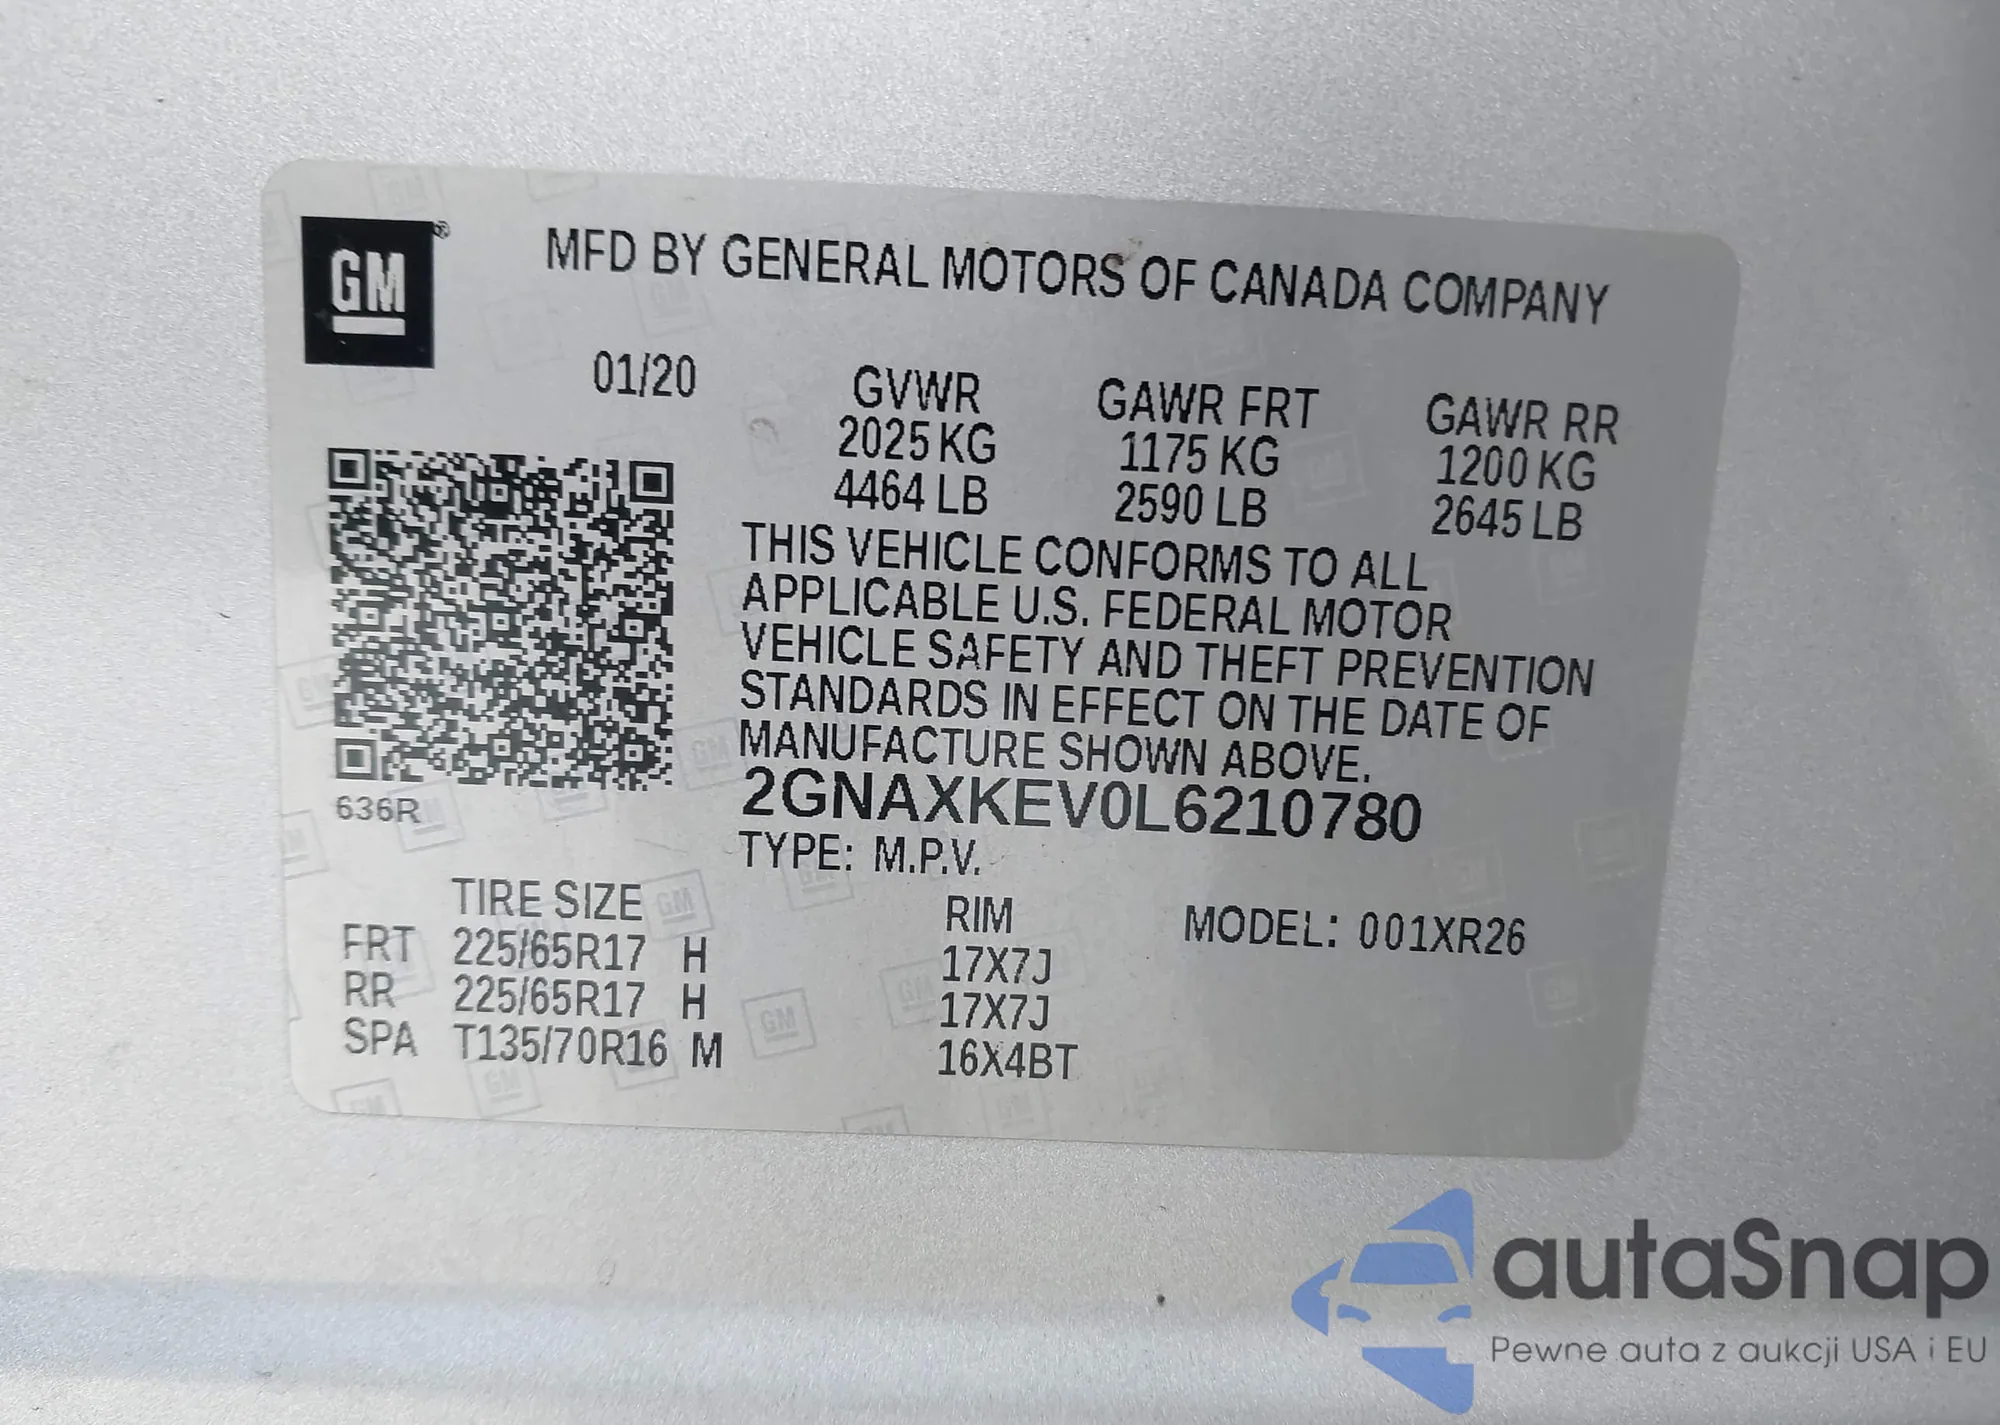 GM®
MFD BY GENERAL MOTORS OF CANADA COMPANY
01/20
GVWR GAWR FRT GAWR RR
2025 KG 1175 KG 1200 KG
4464 LB 2590 LB 2645 LB
THIS VEHICLE CONFORMS TO ALL
APPLICABLE U.S. FEDERAL MOTOR
VEHICLE SAFETY AND THEFT PREVENTION
STANDARDS IN EFFECT ON THE DATE OF
MANUFACTURE SHOWN ABOVE.
2GNAXKEV0L6210780
636R
TYPE: M.P.V.
TIRE SIZE RIM MODEL: 001XR26
FRT 225/65R17 H 17X7J
RR 225/65R17 H 17X7J
SPA T135/70R16 M 16X4BT
autaSnap
Pewne auta z aukcji USA i EU